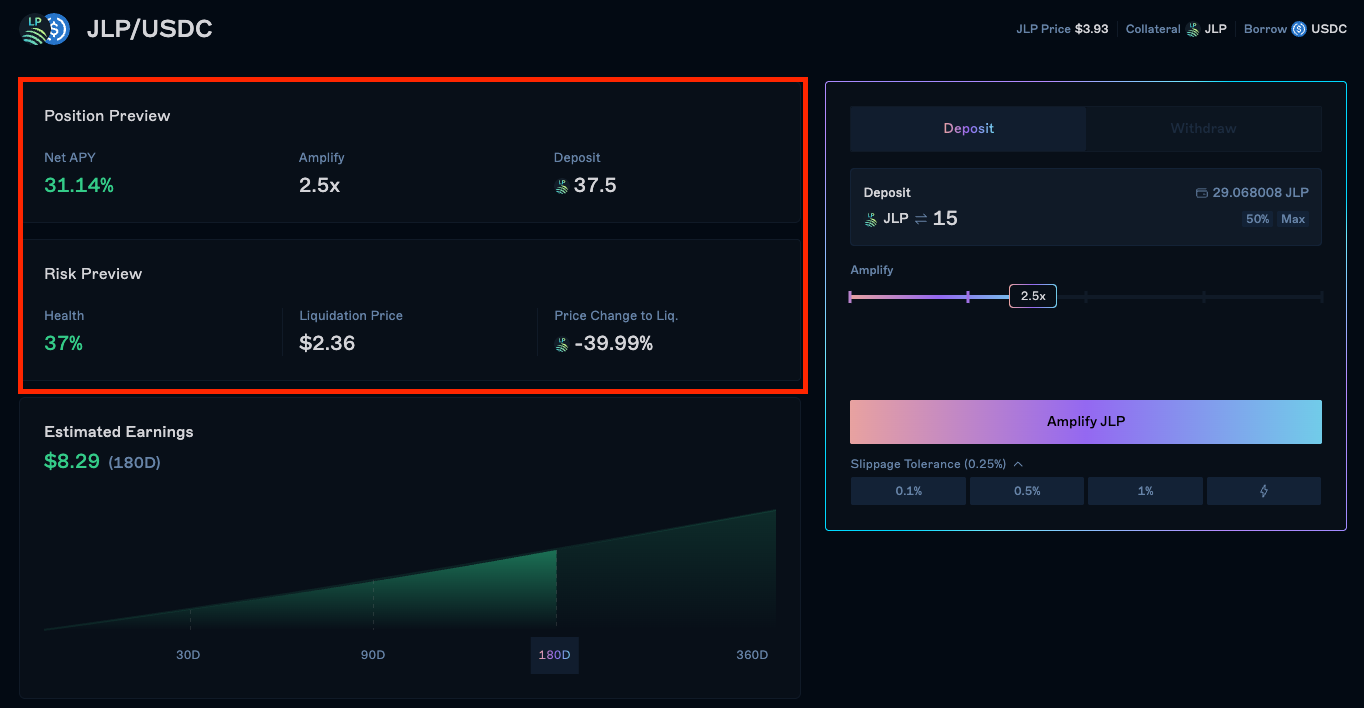 JLP/USDC
JLP Price $3.93 Collateral JLP Borrow USDC
Position Preview
Net APY Amplify Deposit
31.14% 2.5x 37.5
Risk Preview
Health Liquidation Price Price Change to Liq.
37% $2.36 -39.99%
Estimated Earnings
$8.29 (180D)
30D 90D 180D 360D
Deposit Withdraw
Deposit 29.068008 JLP
JLP 15 50% Max
Amplify
2.5x
Amplify JLP
Slippage Tolerance (0.25%)
0.1% 0.5% 1%